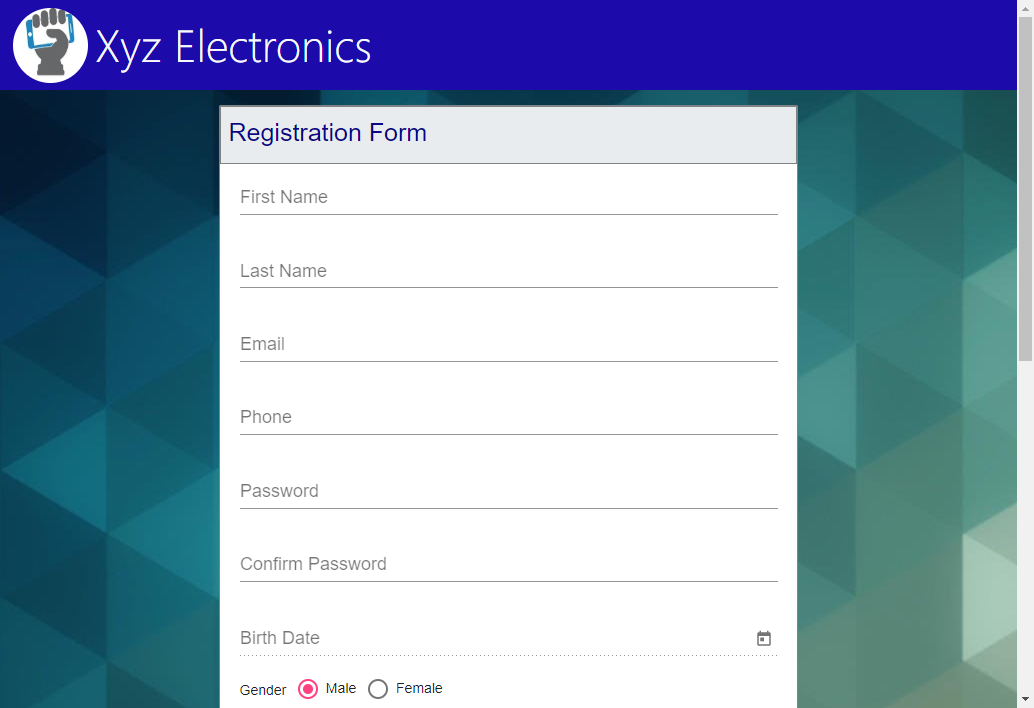 Xyz Electronics
Registration Form
First Name
Last Name
Email
Phone
Password
Confirm Password
Birth Date
Gender Male Female